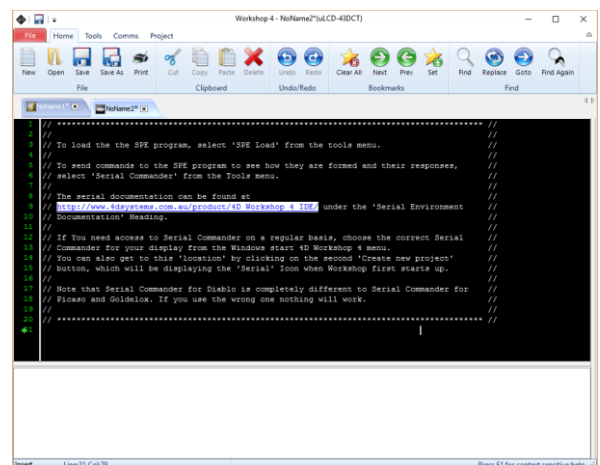 Workshop 4 - NoName2*(uLCD-43DCT)
File Home Tools Comms Project
New Open Save Save As Print Cut Copy Paste Delete Undo Redo Clear All Next Prev Set Find Replace Goto Find Again
File Clipboard Undo/Redo Bookmarks Find
NoName1* NoName2*
1 // ****************************************************************************************** //
2 // //
3 // To load the the SPE program, select 'SPE Load' from the tools menu. //
4 // //
5 // To send commands to the SPE program to see how they are formed and their responses, //
6 // select 'Serial Commander' from the Tools menu. //
7 // //
8 // The serial documentation can be found at //
9 // http://www.4dsystems.com.au/product/4D Workshop 4 IDE/ under the 'Serial Environment //
10 // Documentation' Heading. //
11 // //
12 // If You need access to Serial Commander on a regular basis, choose the correct Serial //
13 // Commander for your display from the Windows start 4D Workshop 4 menu. //
14 // You can also get to this 'location' by clicking on the second 'Create new project' //
15 // button, which will be displaying the 'Serial' Icon when Workshop first starts up. //
16 // //
17 // Note that Serial Commander for Diablo is completely different to Serial Commander for //
18 // Picaso and Goldelox. If you use the wrong one nothing will work. //
19 // //
20 // ****************************************************************************************** //
21
Insert Line:21 Col:79 Press F1 for context sensitive help